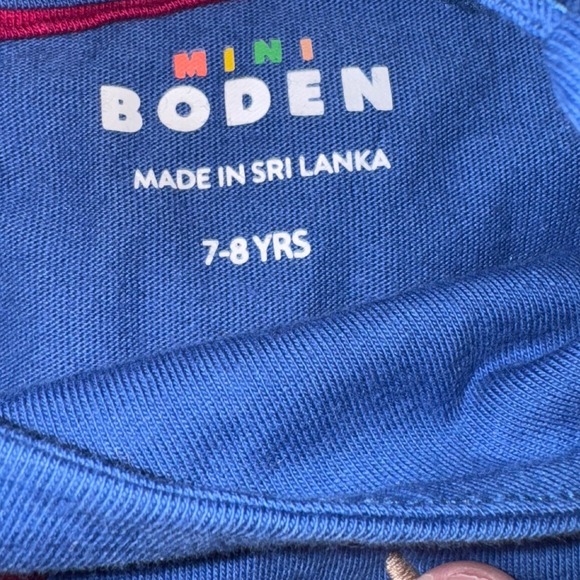 MINI
BODEN
MADE IN SRI LANKA
7-8 YRS